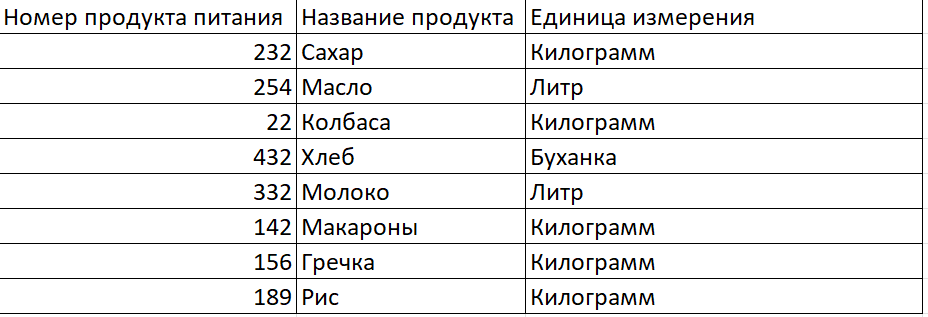 Номер продукта питания Название продукта Единица измерения
232 Сахар Килограмм
254 Масло Литр
22 Колбаса Килограмм
432 Хлеб Буханка
332 Молоко Литр
142 Макароны Килограмм
156 Гречка Килограмм
189 Рис Килограмм